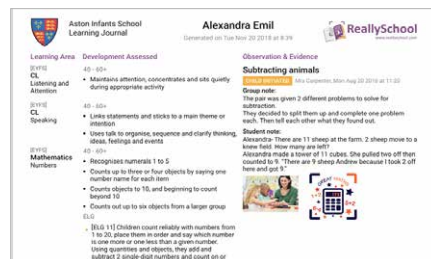 Aston Infants School
Learning Journal
Alexandra Emil
Generated on Tue Nov 20 2018 at 8:39
ReallySchool
www.reallyschool.com
Learning Area
Development Assessed
Observation & Evidence
[EYFS]
CL
Listening and
Attention
40 - 60+
Maintains attention, concentrates and sits quietly
during appropriate activity
[EYFS]
CL
Speaking
40 - 60+
Links statements and sticks to a main theme or
intention
Uses talk to organise, sequence and clarify thinking,
ideas, feelings and events
[EYFS]
Mathematics
Numbers
40 - 60+
Recognises numerals 1 to 5
Counts up to three or four objects by saying one
number name for each item
Counts objects to 10, and beginning to count
beyond 10
Counts out up to six objects from a larger group
ELG
[ELG 11] Children count reliably with numbers from
1 to 20, place them in order and say which number
is one more or one less than a given number.
Using quantities and objects, they add and
subtract 2 single-digit numbers and count on or
Subtracting animals
CHILD INITIATED Mrs Carpenter, Mon Aug 20 2018 at 11:20
Group note:
The pair was given 2 different problems to solve for
subtraction.
They decided to split them up and complete one problem
each. Then tell each other what they found out.
Student note:
Alexandra- There are 11 sheep at the farm. 2 sheep move to a
new field. How many are left?
Alexandra made a tower of 11 cubes. She pulled two off then
counted to 9. "There are 9 sheep Andrew because I took 2 off
here and got 9."